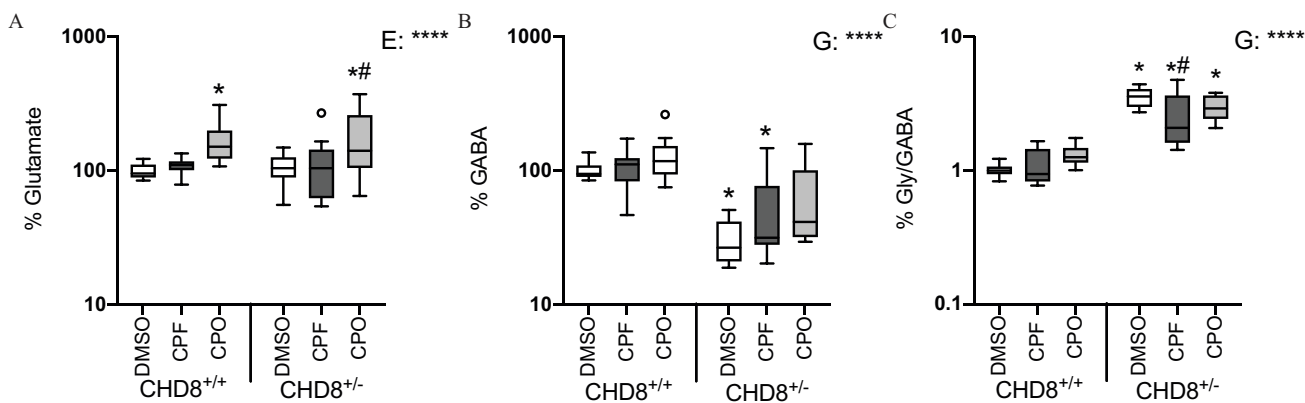 A
% Glutamate
1000
100
10
E: ****
*
*#
DMSO
CPF
CPO
DMSO
CPF
CPO
CHD8+/+
CHD8+/-
B
% GABA
1000
100
10
G: ****
*
*
DMSO
CPF
CPO
DMSO
CPF
CPO
CHD8+/+
CHD8+/-
C
% Gly/GABA
10
1
0.1
G: ****
*
*#
*
DMSO
CPF
CPO
DMSO
CPF
CPO
CHD8+/+
CHD8+/-